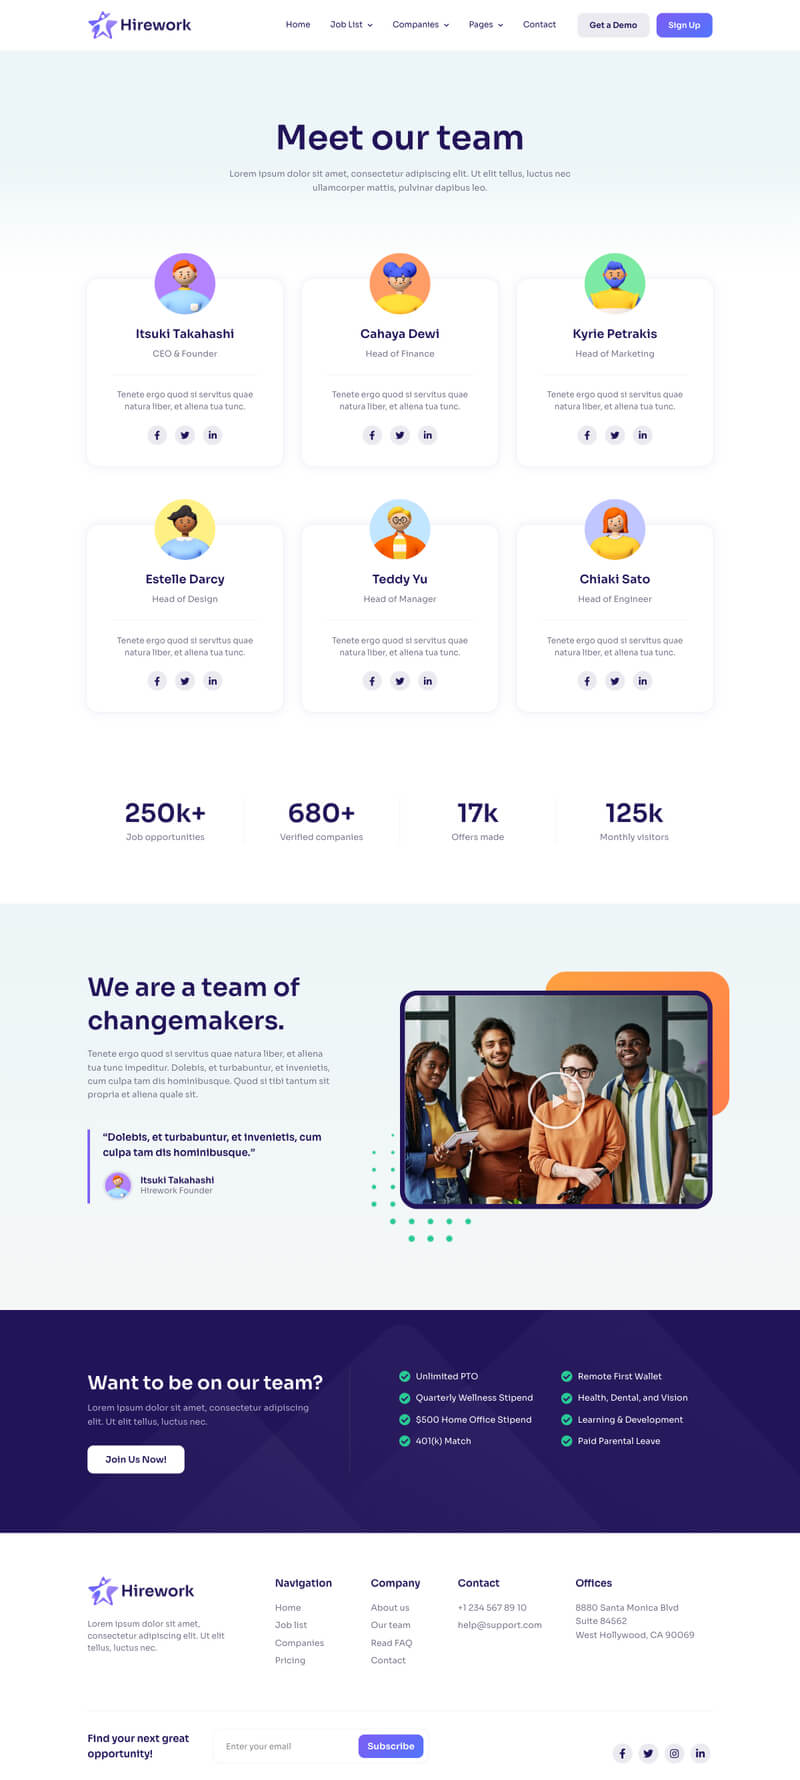 Hirework
Home
Job List
Companies
Pages
Contact
Get a Demo
Sign Up
Meet our team
Lorem ipsum dolor sit amet, consectetur adipiscing elit. Ut elit tellus, luctus nec
ullamcorper mattis, pulvinar dapibus leo.
Itsuki Takahashi
CEO & Founder
Tenete ergo quod si servitus quae
natura liber, et aliena tua tunc.
Cahaya Dewi
Head of Finance
Tenete ergo quod si servitus quae
natura liber, et aliena tua tunc.
Kyrie Petrakis
Head of Marketing
Tenete ergo quod si servitus quae
natura liber, et aliena tua tunc.
Estelle Darcy
Head of Design
Tenete ergo quod si servitus quae
natura liber, et aliena tua tunc.
Teddy Yu
Head of Manager
Tenete ergo quod si servitus quae
natura liber, et aliena tua tunc.
Chiaki Sato
Head of Engineer
Tenete ergo quod si servitus quae
natura liber, et aliena tua tunc.
250k+
Job opportunities
680+
Verified companies
17k
Offers made
125k
Monthly visitors
We are a team of
changemakers.
Tenete ergo quod si servitus quae natura liber, et aliena
tua tunc impeditur. Dolebis, et turbabuntur, et invenietis,
cum culpa tam dis hominibusque. Quod si tibi tantum sit
propria et aliena quale sit.
“Dolebis, et turbabuntur, et invenietis, cum
culpa tam dis hominibusque.”
Itsuki Takahashi
Hirework Founder
Want to be on our team?
Lorem ipsum dolor sit amet, consectetur adipiscing
elit. Ut elit tellus, luctus nec.
Join Us Now!
Unlimited PTO
Quarterly Wellness Stipend
$500 Home Office Stipend
401(k) Match
Remote First Wallet
Health, Dental, and Vision
Learning & Development
Paid Parental Leave
Hirework
Lorem ipsum dolor sit amet,
consectetur adipiscing elit. Ut elit
tellus, luctus nec.
Navigation
Home
Job list
Companies
Pricing
Company
About us
Our team
Read FAQ
Contact
Contact
+1 234 567 89 10
help@support.com
Offices
8880 Santa Monica Blvd
Suite 84562
West Hollywood, CA 90069
Find your next great
opportunity!
Enter your email
Subscribe